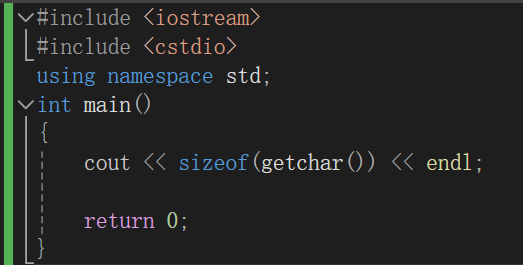 #include <iostream>
#include <cstdio>
using namespace std;
int main()
{
cout << sizeof(getchar()) << endl;
return 0;
}